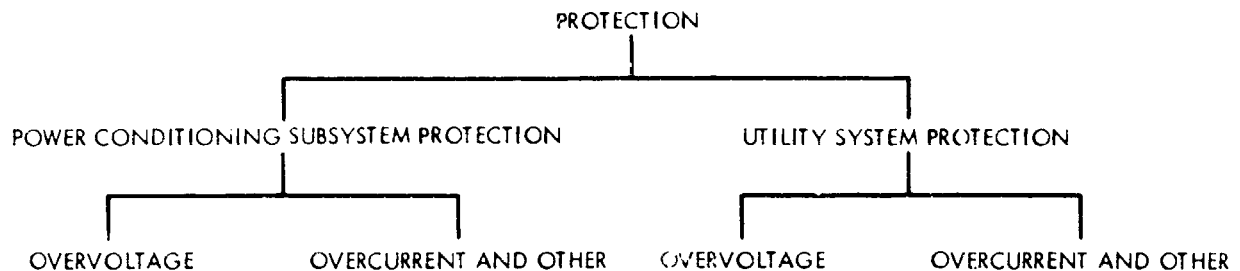 PROTECTION
POWER CONDITIONING SUBSYSTEM PROTECTION
UTILITY SYSTEM PROTECTION
OVERVOLTAGE
OVERCURRENT AND OTHER
OVERVOLTAGE
OVERCURRENT AND OTHER